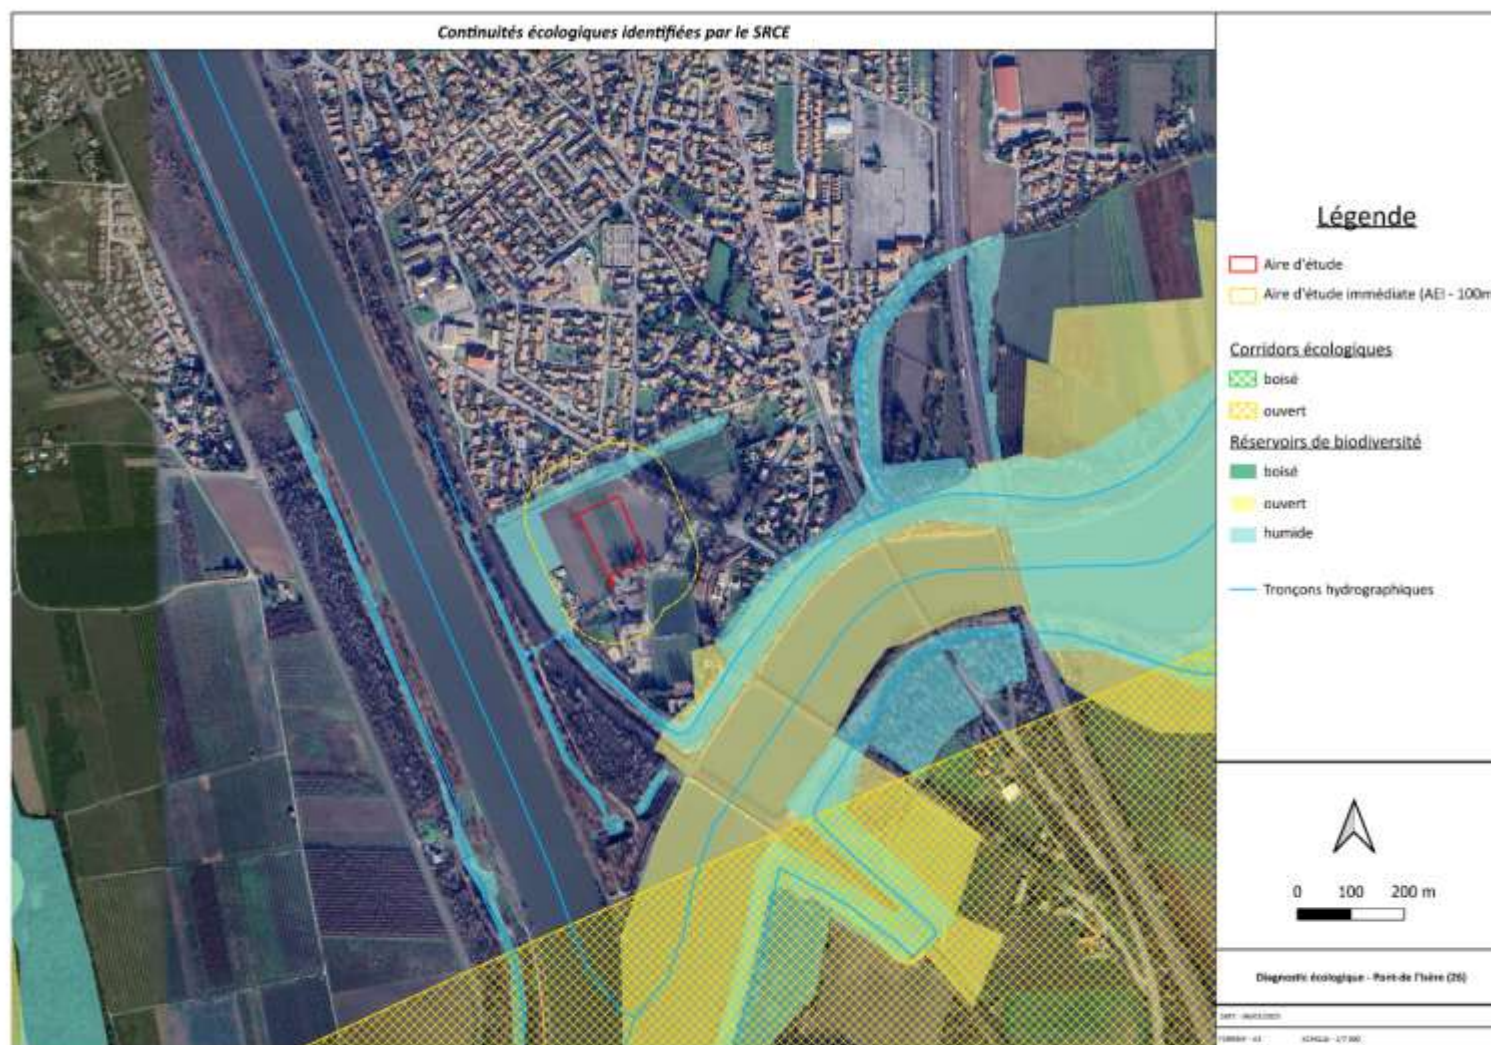 Continuités écologiques identifiées par le SRCE
Légende
Aire d'étude
Aire d'étude immédiate (AEI - 100m
Corridors écologiques
boisé
ouvert
Réservoirs de biodiversité
boisé
ouvert
humide
Tronçons hydrographiques
0 100 200 m
Diagnostic écologique - Pont-de l'Isère (26)